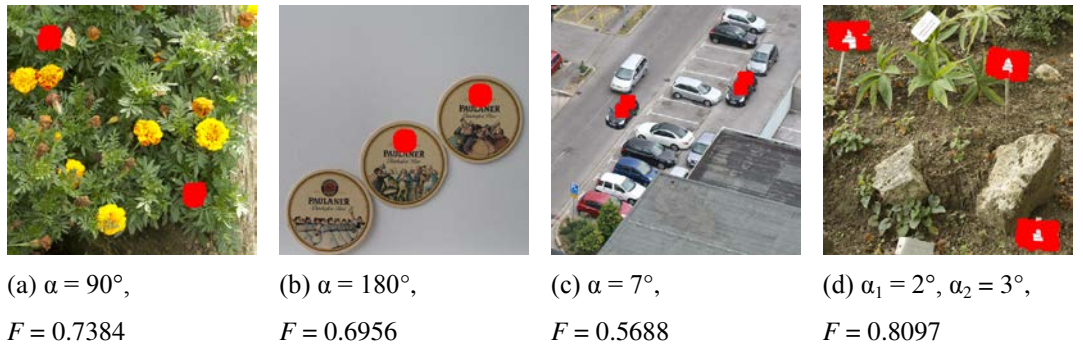 PAULANER
PAULANER
PAULANER
(a) α = 90°,
F = 0.7384
(b) α = 180°,
F = 0.6956
(c) α = 7°,
F = 0.5688
(d) α₁ = 2°, α₂ = 3°,
F = 0.8097